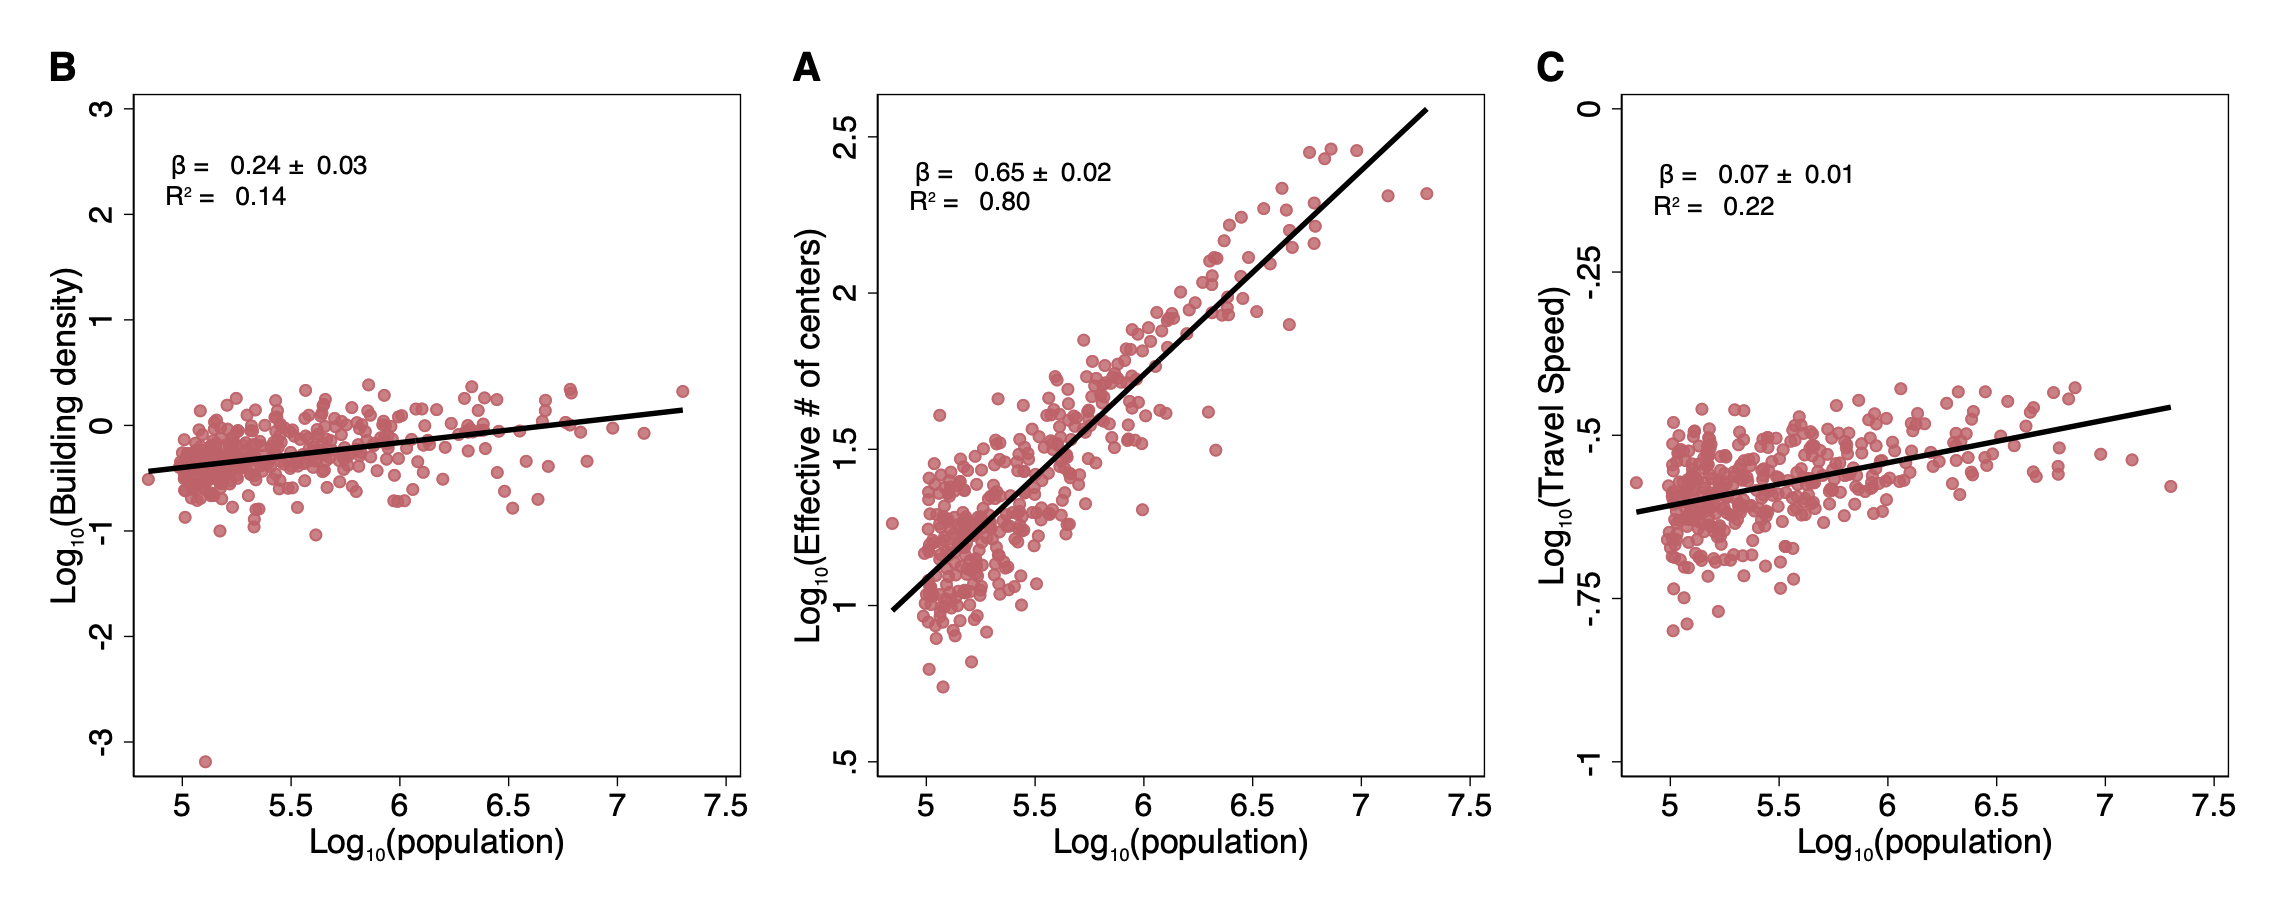 B
3
2
1
0
-1
-2
-3
Log₁₀(Building density)
β = 0.24 ± 0.03
R² = 0.14
5 5.5 6 6.5 7 7.5
Log₁₀(population)
A
2.5
2
1.5
1
.5
Log₁₀(Effective # of centers)
β = 0.65 ± 0.02
R² = 0.80
5 5.5 6 6.5 7 7.5
Log₁₀(population)
C
0
-.25
-.5
-.75
-1
Log₁₀(Travel Speed)
β = 0.07 ± 0.01
R² = 0.22
5 5.5 6 6.5 7 7.5
Log₁₀(population)